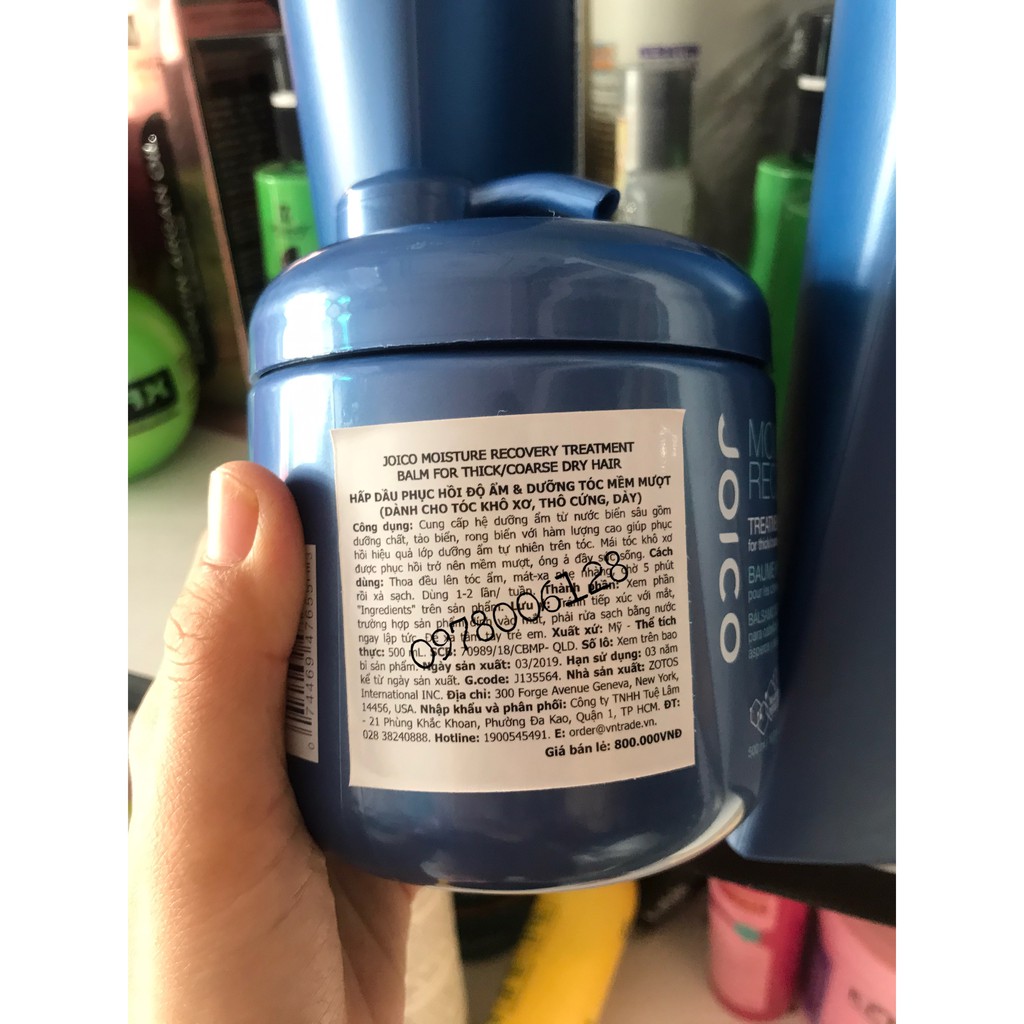 JOICO MOISTURE RECOVERY TREATMENT
BALM FOR THICK/COARSE DRY HAIR
HẤP DẦU PHỤC HỒI ĐỘ ẨM & DƯỠNG TÓC MỀM MƯỢT
(DÀNH CHO TÓC KHÔ XƠ, THÔ CỨNG, DÀY)
Công dụng: Cung cấp hệ dưỡng ẩm từ nước biển sâu gồm
dưỡng chất, tảo biển, rong biển với hàm lượng cao giúp phục
hồi hiệu quả lớp dưỡng ẩm tự nhiên trên tóc. Mái tóc khô xơ
được phục hồi trở nên mềm mượt, óng ả đầy sức sống. Cách
dùng: Thoa đều lên tóc ẩm, mát-xa nhẹ nhàng, chờ 5 phút
rồi xả sạch. Dùng 1-2 lần/ tuần. Thành phần: Xem phần
"Ingredients" trên sản phẩm. Lưu ý: Tránh tiếp xúc với mắt,
trường hợp sản phẩm dính vào mắt, phải rửa sạch bằng nước
ngay lập tức. Để xa tầm tay trẻ em. Xuất xứ: Mỹ - Thể tích
thực: 500 mL. SCB: 70989/18/CBMP- QLD. Số lô: Xem trên bao
bì sản phẩm. Ngày sản xuất: 03/2019. Hạn sử dụng: 03 năm
kể từ ngày sản xuất. G.code: J135564. Nhà sản xuất: ZOTOS
International INC. Địa chỉ: 300 Forge Avenue Geneva, New York,
14456, USA. Nhập khẩu và phân phối: Công ty TNHH Tuệ Lâm
- 21 Phùng Khắc Khoan, Phường Đa Kao, Quận 1, TP HCM. ĐT:
028 38240888. Hotline: 1900545491. E: order@vntrade.vn.
Giá bán lẻ: 800.000VNĐ
0978006128
JOICO
KERATIN
ARGAN OIL